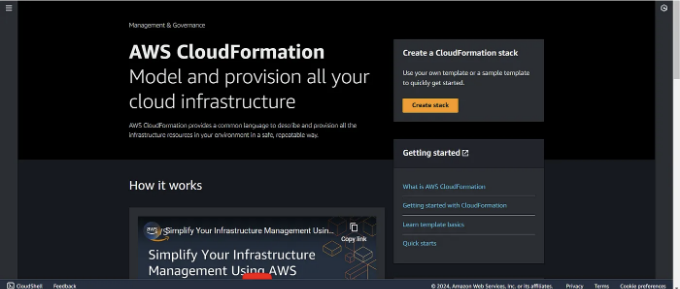 Management & Governance
AWS CloudFormation
Model and provision all your
cloud infrastructure
AWS CloudFormation provides a common language to describe and provision all the
infrastructure resources in your environment in a safe, repeatable way.
Create a CloudFormation stack
Use your own template or a sample template
to quickly get started.
Create stack
Getting started
What is AWS CloudFormation
Getting started with CloudFormation
Learn template basics
Quick starts
How it works
aws
Simplify Your Infrastructure Management Usin...
Copy link
Simplify Your Infrastructure
Management Using AWS
CloudShell Feedback © 2024, Amazon Web Services, Inc. or its affiliates. Privacy Terms Cookie preferences